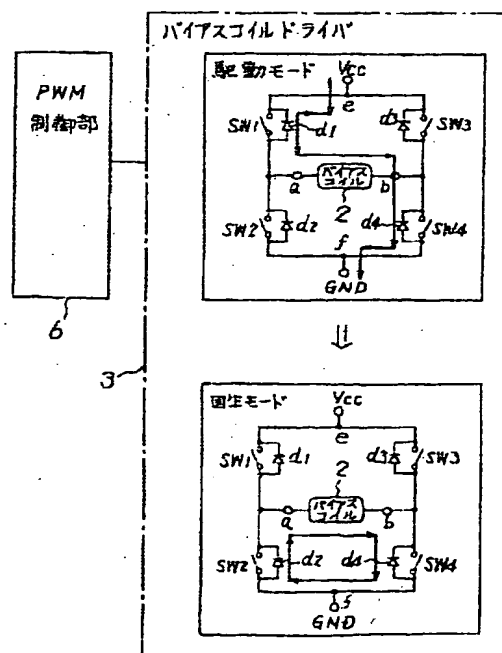 バイアスコイルドライバ
PWM
制御部
6
3
駆動モード
Vcc
e
SW1
d1
d3
SW3
a
バイアス
コイル
b
2
SW2
d2
f
d4
SW4
GND
⇓
回生モード
Vcc
e
SW1
d1
2
d3
SW3
a
バイアス
コイル
b
SW2
d2
d4
SW4
f
GND